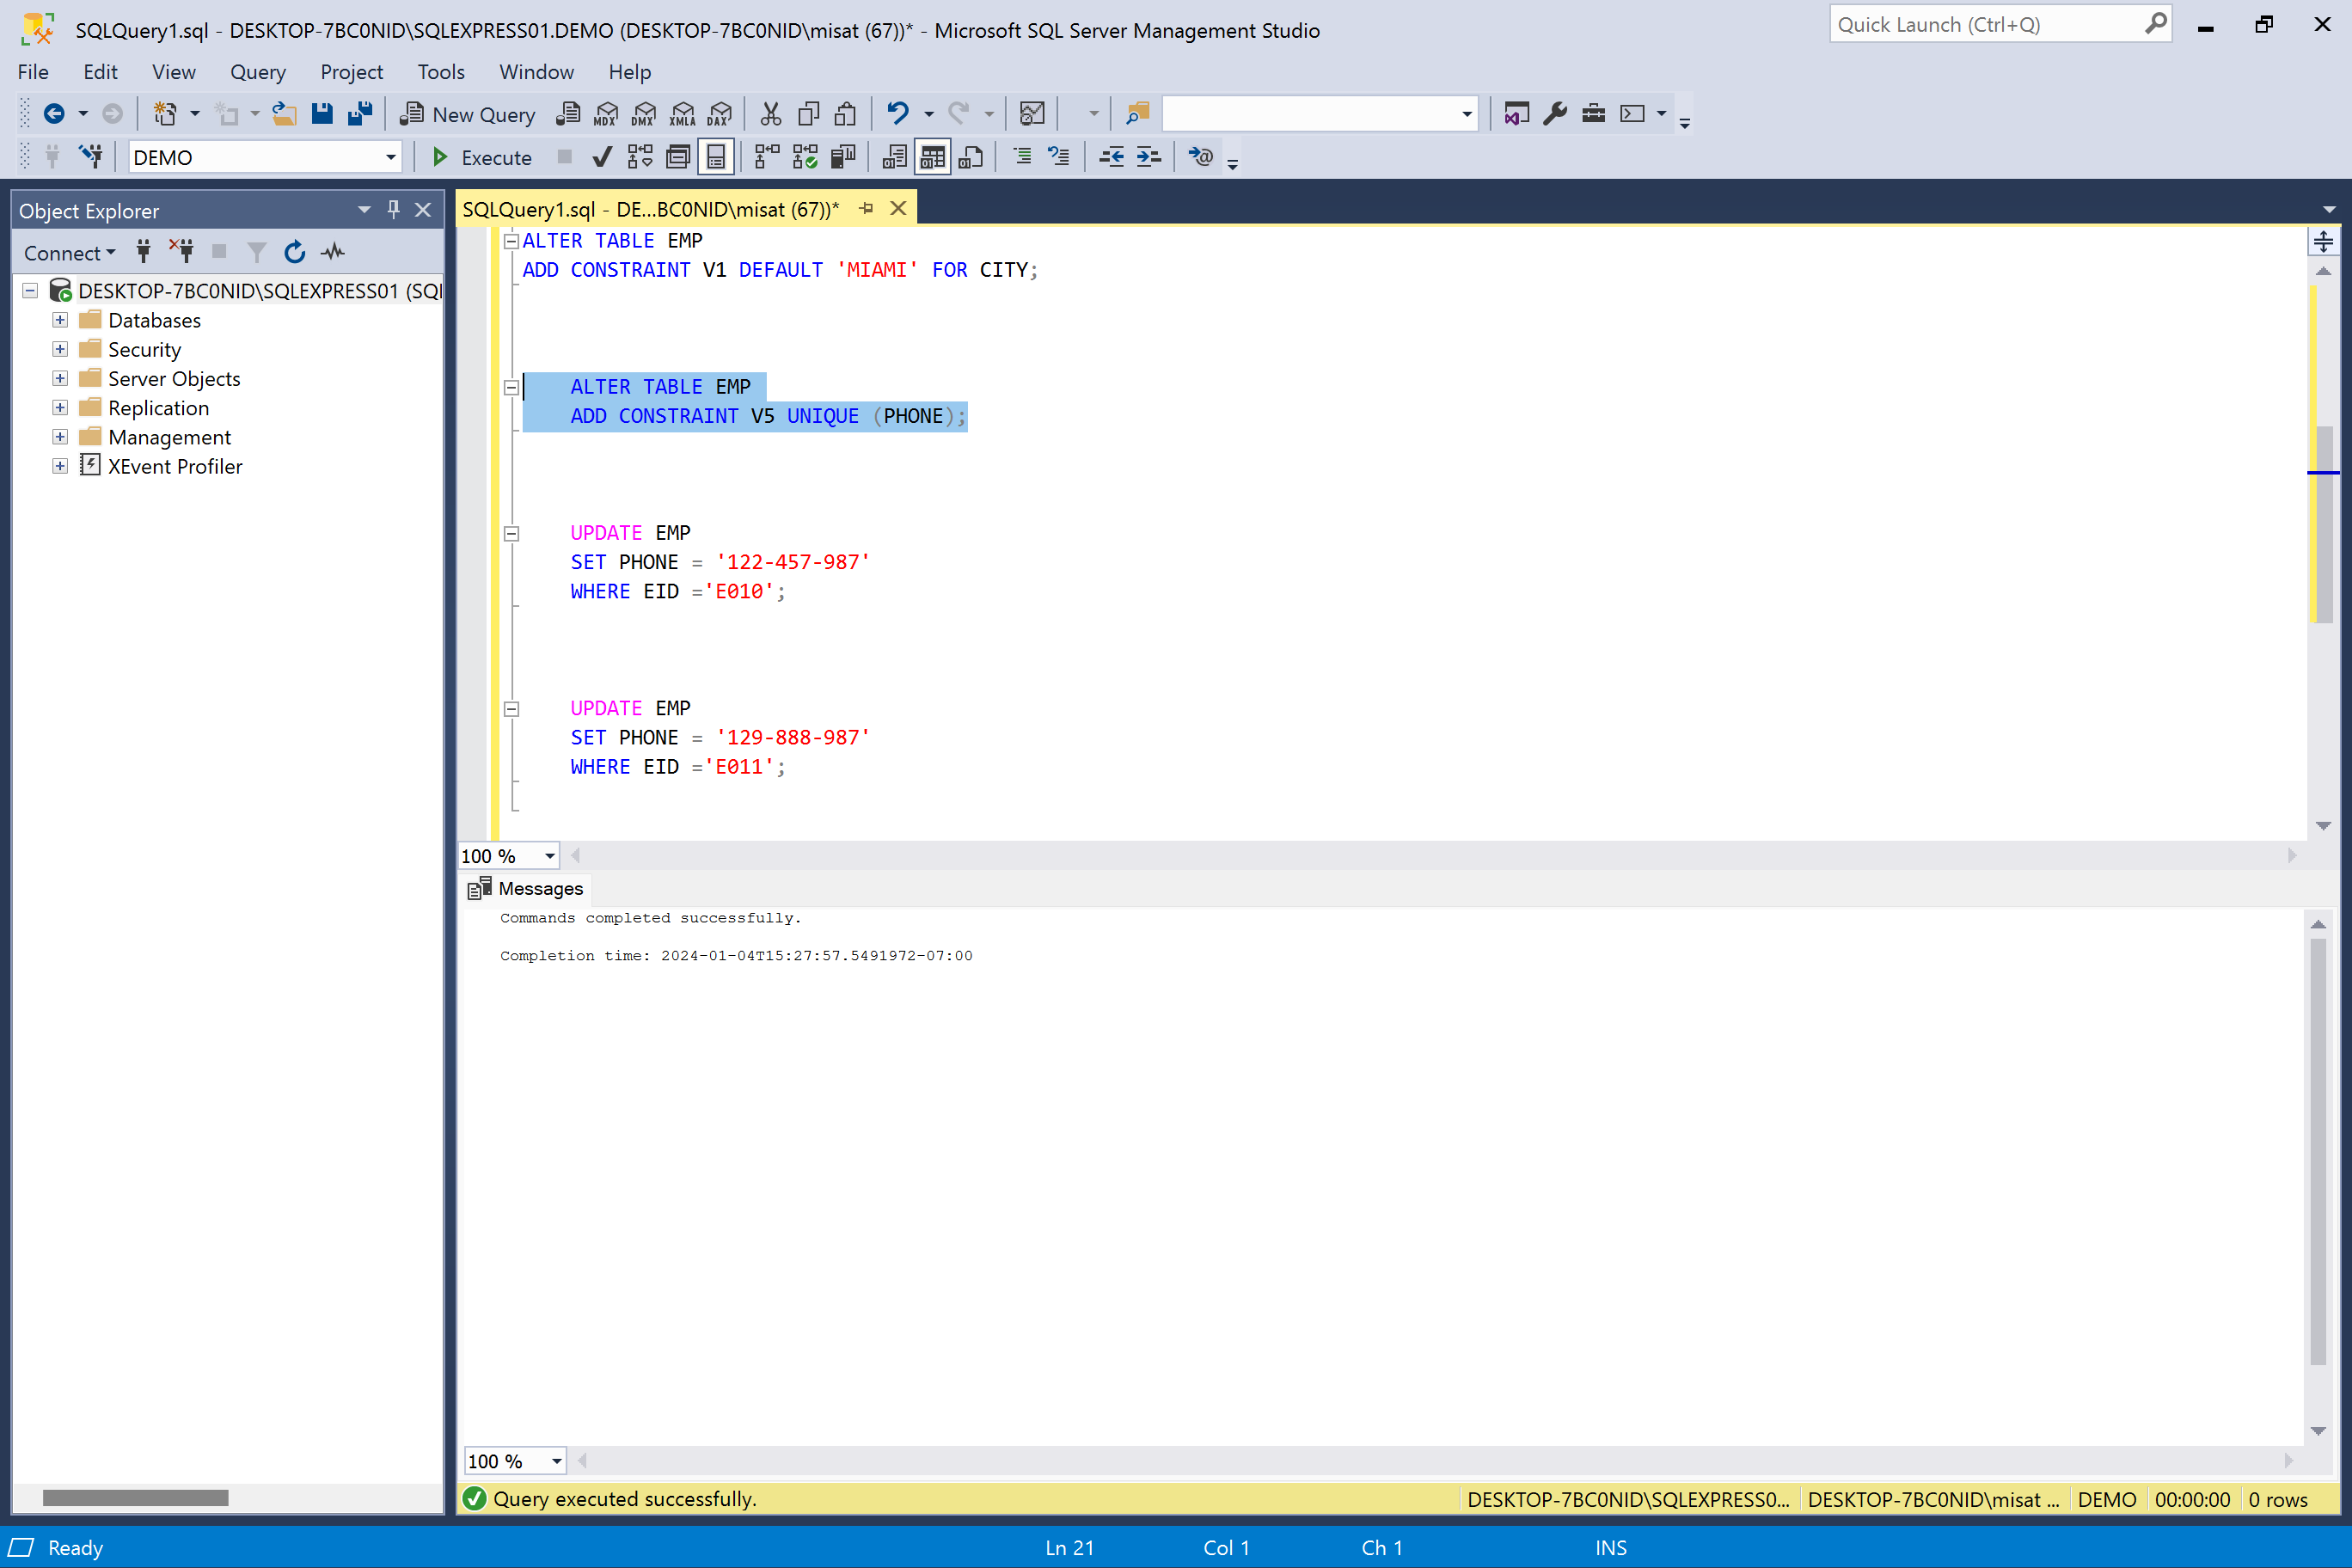 SQLQuery1.sql - DESKTOP-7BC0NID\SQLEXPRESS01.DEMO (DESKTOP-7BC0NID\misat (67))* - Microsoft SQL Server Management Studio
Quick Launch (Ctrl+Q)
File Edit View Query Project Tools Window Help
New Query MDX DMX XMLA DAX
DEMO Execute
Object Explorer
Connect
DESKTOP-7BC0NID\SQLEXPRESS01 (SQL
Databases
Security
Server Objects
Replication
Management
XEvent Profiler
SQLQuery1.sql - DE...BC0NID\misat (67))*
ALTER TABLE EMP
ADD CONSTRAINT V1 DEFAULT 'MIAMI' FOR CITY;
ALTER TABLE EMP
ADD CONSTRAINT V5 UNIQUE (PHONE);
UPDATE EMP
SET PHONE = '122-457-987'
WHERE EID ='E010';
UPDATE EMP
SET PHONE = '129-888-987'
WHERE EID ='E011';
100 %
Messages
Commands completed successfully.
Completion time: 2024-01-04T15:27:57.5491972-07:00
100 %
Query executed successfully. DESKTOP-7BC0NID\SQLEXPRESS0... DESKTOP-7BC0NID\misat ... DEMO 00:00:00 0 rows
Ready Ln 21 Col 1 Ch 1 INS